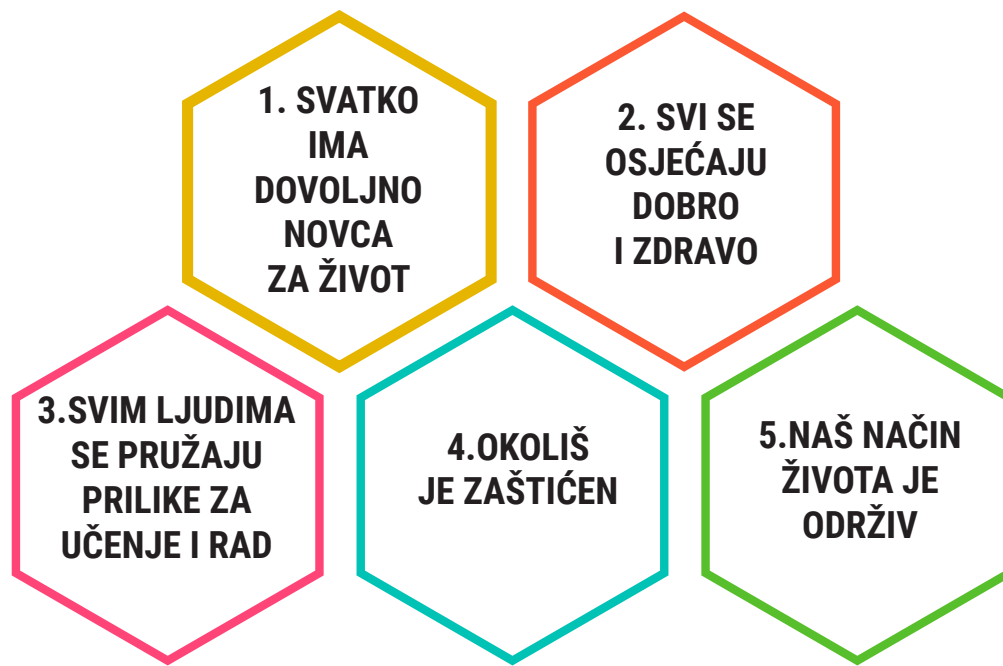 1. SVATKO
IMA
DOVOLJNO
NOVCA
ZA ŽIVOT
2. SVI SE
OSJEĆAJU
DOBRO
I ZDRAVO
3.SVIM LJUDIMA
SE PRUŽAJU
PRILIKE ZA
UČENJE I RAD
4.OKOLIŠ
JE ZAŠTIĆEN
5.NAŠ NAČIN
ŽIVOTA JE
ODRŽIV